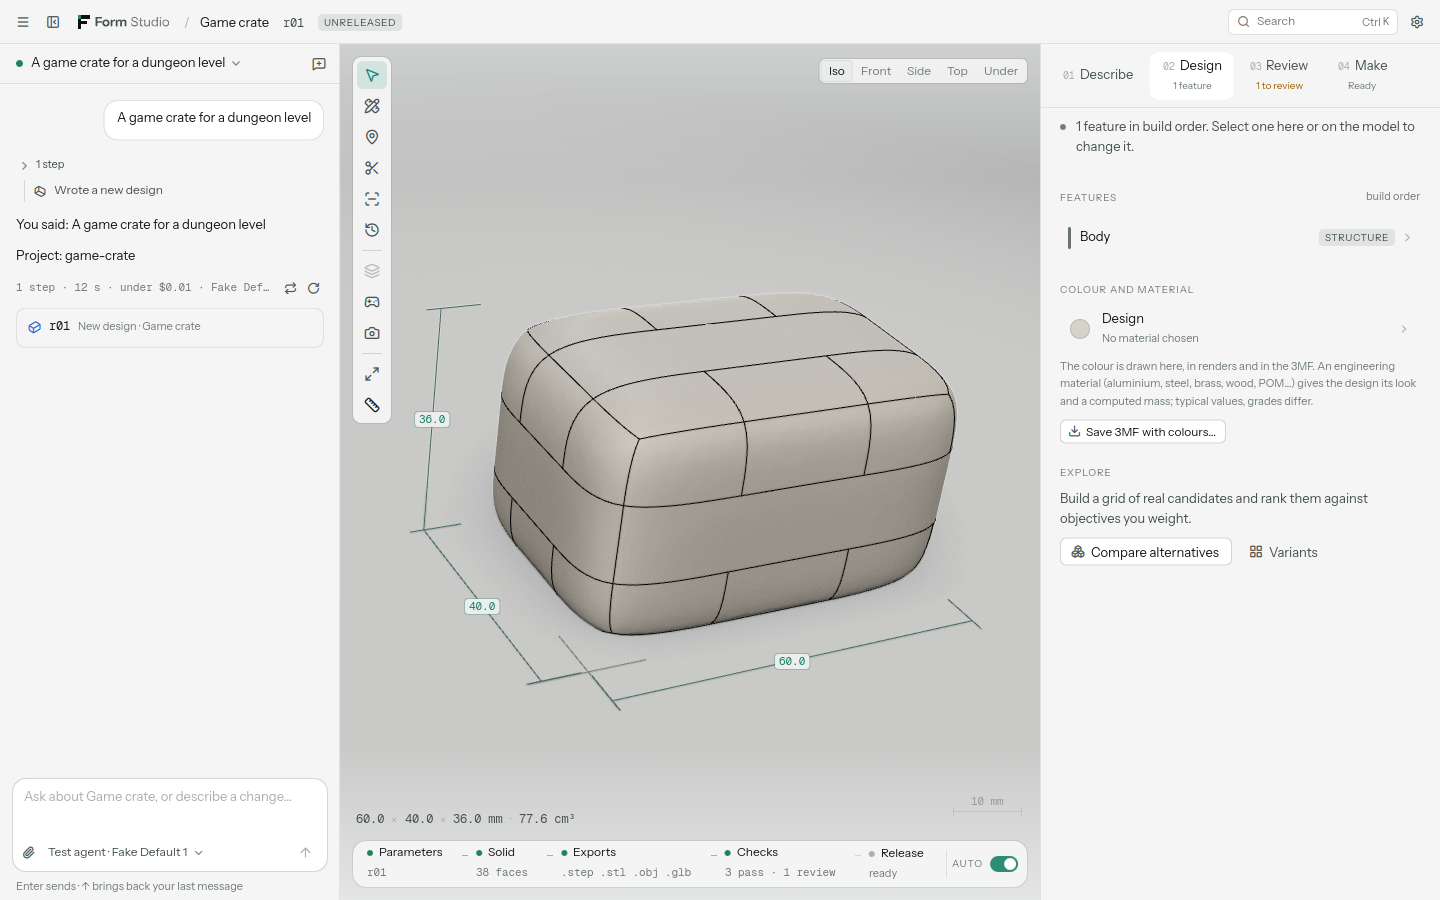 Form Studio / Game crate r01 UNRELEASED
Search Ctrl K
A game crate for a dungeon level
A game crate for a dungeon level
1 step
Wrote a new design
You said: A game crate for a dungeon level
Project: game-crate
1 step · 12 s · under $0.01 · Fake Def…
r01 New design · Game crate
Ask about Game crate, or describe a change…
Test agent · Fake Default 1
Enter sends · ↑ brings back your last message
Iso Front Side Top Under
36.0
40.0
60.0
10 mm
60.0 × 40.0 × 36.0 mm · 77.6 cm³
Parameters
r01
Solid
38 faces
Exports
.step .stl .obj .glb
Checks
3 pass · 1 review
Release
ready
AUTO
01 Describe
02 Design
1 feature
03 Review
1 to review
04 Make
Ready
1 feature in build order. Select one here or on the model to
change it.
FEATURES build order
Body STRUCTURE
COLOUR AND MATERIAL
Design
No material chosen
The colour is drawn here, in renders and in the 3MF. An engineering
material (aluminium, steel, brass, wood, POM…) gives the design its look
and a computed mass; typical values, grades differ.
Save 3MF with colours…
EXPLORE
Build a grid of real candidates and rank them against
objectives you weight.
Compare alternatives Variants